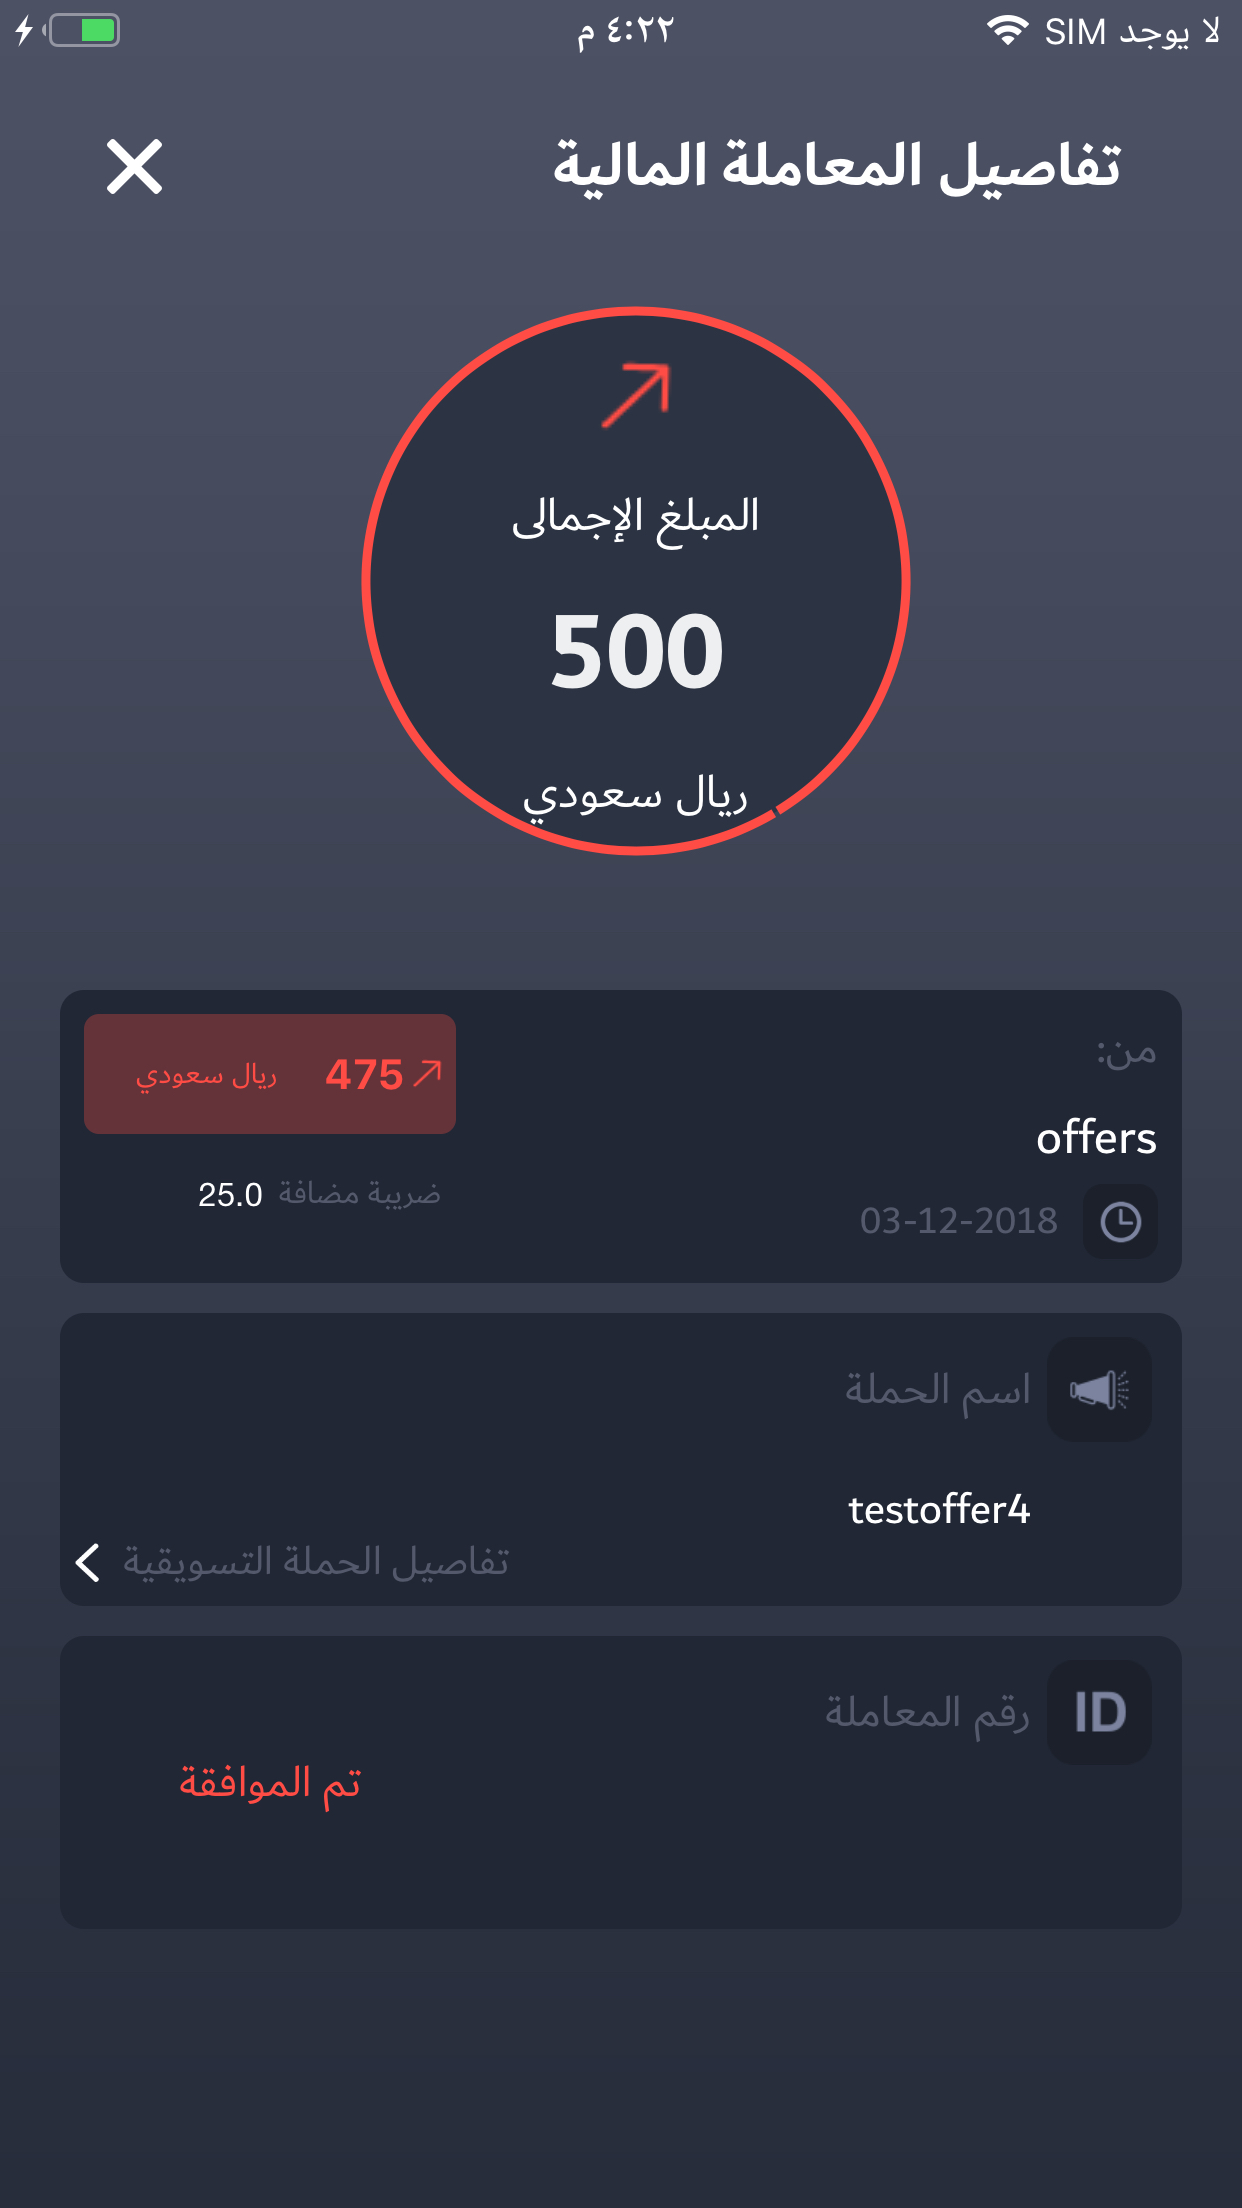 لا يوجد SIM
٤:٢٢ م
تفاصيل المعاملة المالية
المبلغ الإجمالى
500
ريال سعودي
من:
475 ريال سعودي
offers
ضريبة مضافة 25.0
03-12-2018
اسم الحملة
testoffer4
تفاصيل الحملة التسويقية
ID
رقم المعاملة
تم الموافقة